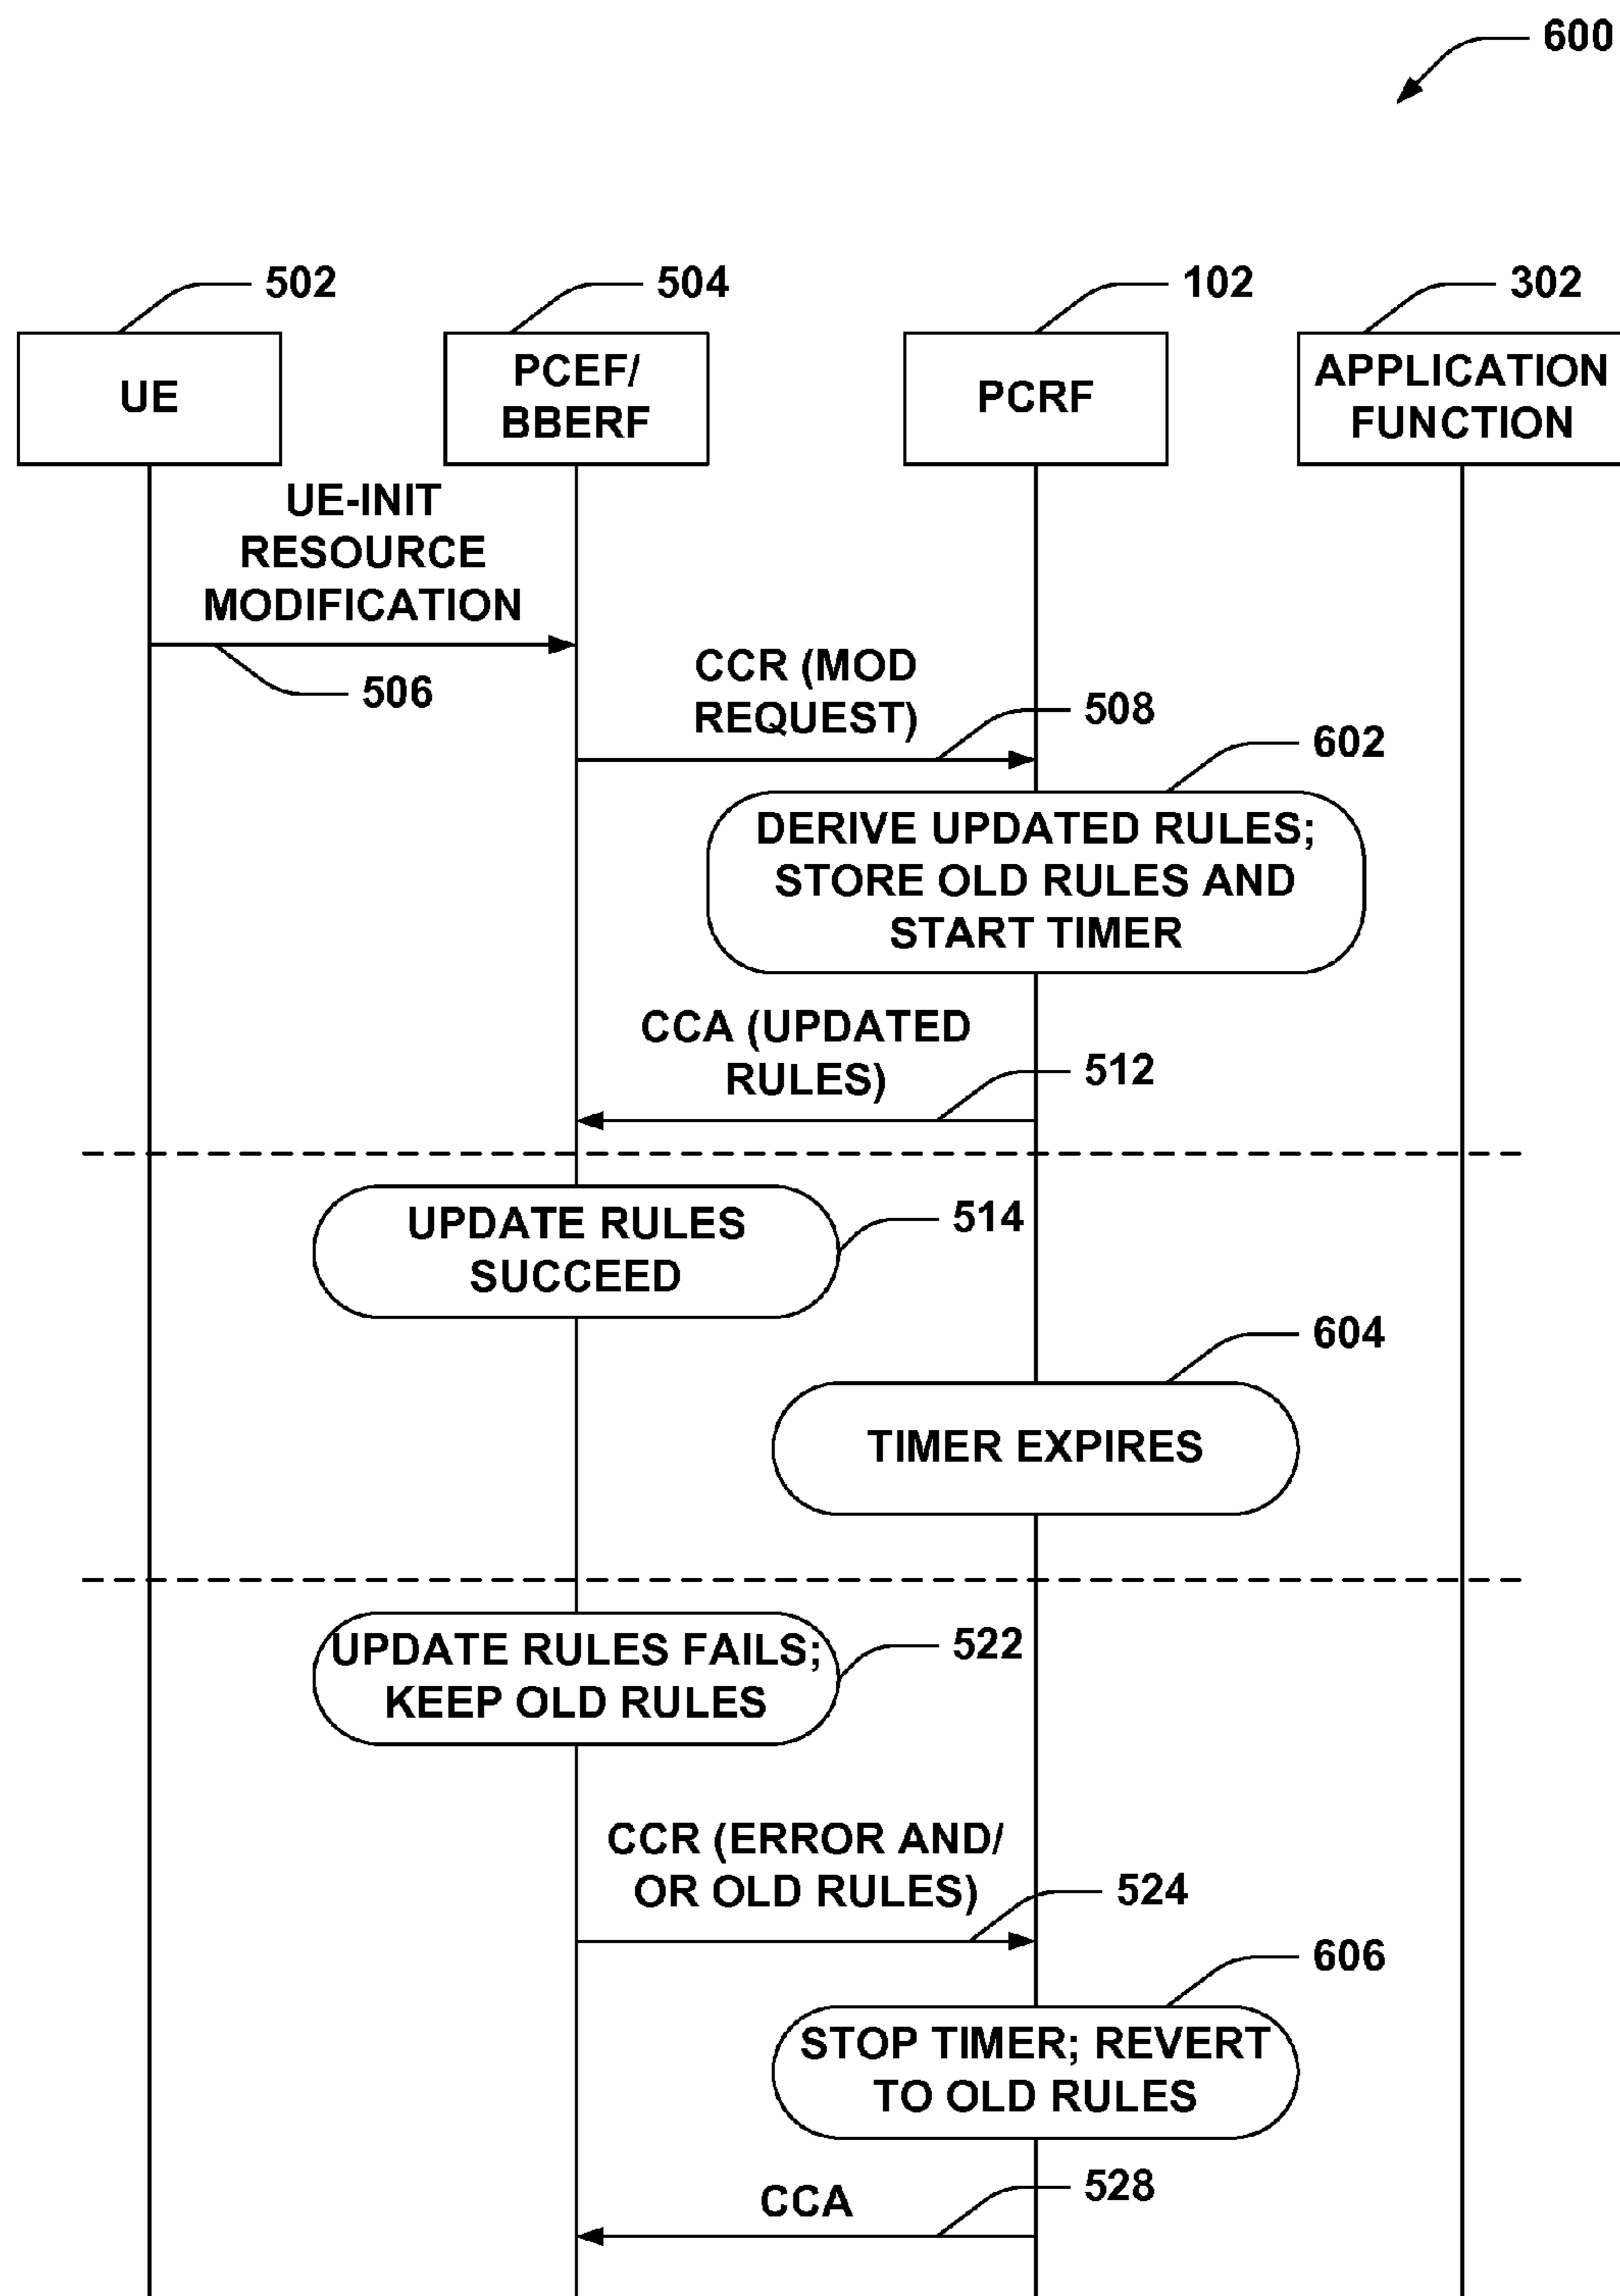 600
502
504
102
302
UE
PCEF/
BBERF
PCRF
APPLICATION
FUNCTION
UE-INIT
RESOURCE
MODIFICATION
506
CCR (MOD
REQUEST)
508
602
DERIVE UPDATED RULES;
STORE OLD RULES AND
START TIMER
CCA (UPDATED
RULES)
512
UPDATE RULES
SUCCEED
514
604
TIMER EXPIRES
UPDATE RULES FAILS;
KEEP OLD RULES
522
CCR (ERROR AND/
OR OLD RULES)
524
606
STOP TIMER; REVERT
TO OLD RULES
CCA
528